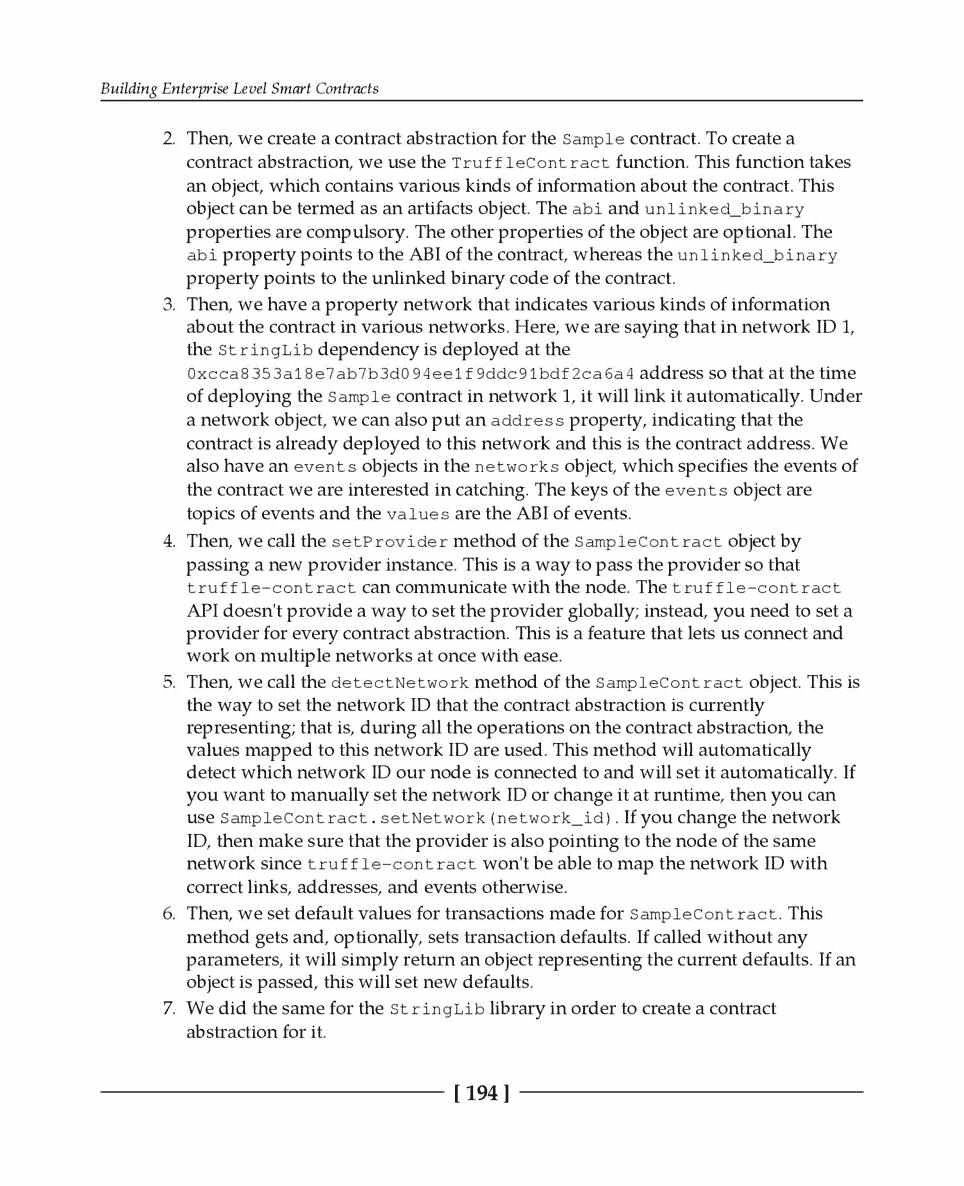 Building Enterprise Level Smart Contracts
2. Then, we create a contract abstraction for the Sample contract. To create a
contract abstraction, we use the TruffleContract function. This function takes
an object, which contains various kinds of information about the contract. This
object can be termed as an artifacts object. The abi and unlinked_binary
properties are compulsory. The other properties of the object are optional. The
abi property points to the ABI of the contract, whereas the unlinked_binary
property points to the unlinked binary code of the contract.
3. Then, we have a property network that indicates various kinds of information
about the contract in various networks. Here, we are saying that in network ID 1,
the StringLib dependency is deployed at the
0xcca8353a18e7ab7b3d094ee1f9ddc91bdf2ca6a4 address so that at the time
of deploying the Sample contract in network 1, it will link it automatically. Under
a network object, we can also put an address property, indicating that the
contract is already deployed to this network and this is the contract address. We
also have an events objects in the networks object, which specifies the events of
the contract we are interested in catching. The keys of the events object are
topics of events and the values are the ABI of events.
4. Then, we call the setProvider method of the SampleContract object by
passing a new provider instance. This is a way to pass the provider so that
truffle-contract can communicate with the node. The truffle-contract
API doesn't provide a way to set the provider globally; instead, you need to set a
provider for every contract abstraction. This is a feature that lets us connect and
work on multiple networks at once with ease.
5. Then, we call the detectNetwork method of the SampleContract object. This is
the way to set the network ID that the contract abstraction is currently
representing; that is, during all the operations on the contract abstraction, the
values mapped to this network ID are used. This method will automatically
detect which network ID our node is connected to and will set it automatically. If
you want to manually set the network ID or change it at runtime, then you can
use SampleContract.setNetwork(network_id). If you change the network
ID, then make sure that the provider is also pointing to the node of the same
network since truffle-contract won't be able to map the network ID with
correct links, addresses, and events otherwise.
6. Then, we set default values for transactions made for SampleContract. This
method gets and, optionally, sets transaction defaults. If called without any
parameters, it will simply return an object representing the current defaults. If an
object is passed, this will set new defaults.
7. We did the same for the StringLib library in order to create a contract
abstraction for it.
[ 194 ]